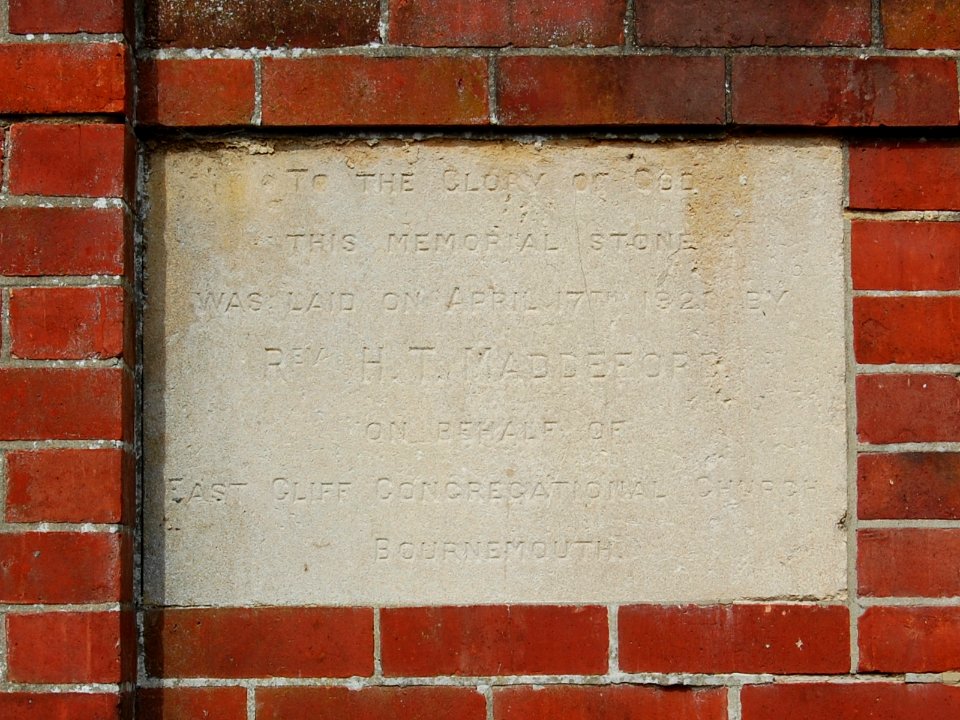 To the Glory of God
this memorial stone
was laid on April 17th by
Rev. H. T. Maddeford
on behalf of
East Cliff Congregational Church
Bournemouth.